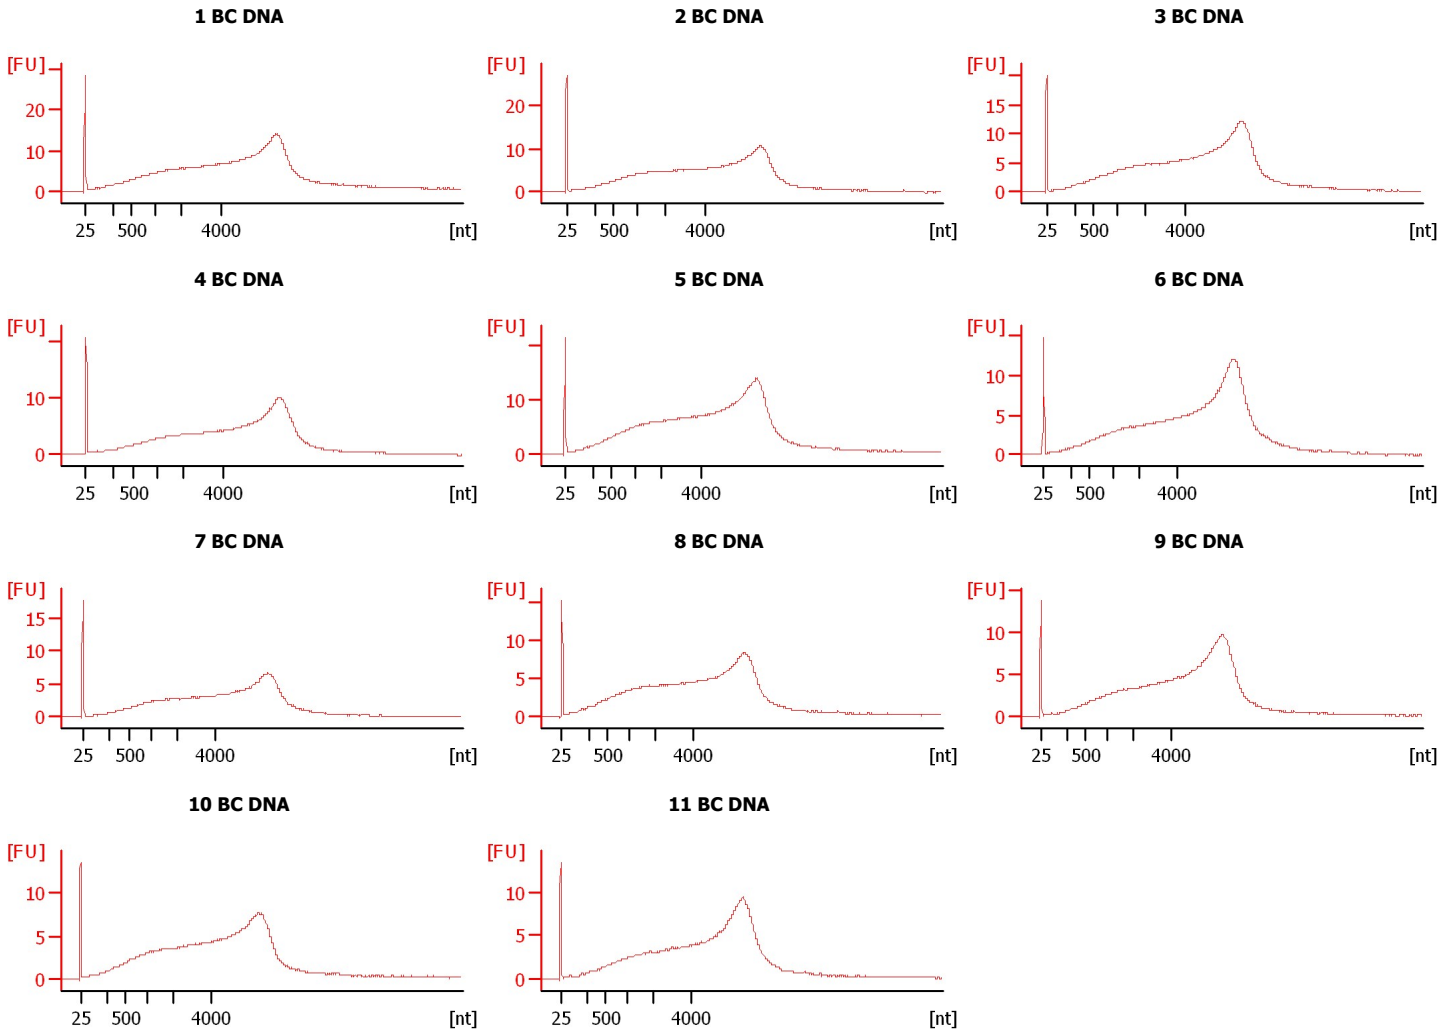 1 BC DNA
[FU]
20
10
0
25 500 4000 [nt]
2 BC DNA
[FU]
20
10
0
25 500 4000 [nt]
3 BC DNA
[FU]
15
10
5
0
25 500 4000 [nt]
4 BC DNA
[FU]
10
0
25 500 4000 [nt]
5 BC DNA
[FU]
10
0
25 500 4000 [nt]
6 BC DNA
[FU]
10
5
0
25 500 4000 [nt]
7 BC DNA
[FU]
15
10
5
0
25 500 4000 [nt]
8 BC DNA
[FU]
10
5
0
25 500 4000 [nt]
9 BC DNA
[FU]
10
5
0
25 500 4000 [nt]
10 BC DNA
[FU]
10
5
0
25 500 4000 [nt]
11 BC DNA
[FU]
10
5
0
25 500 4000 [nt]